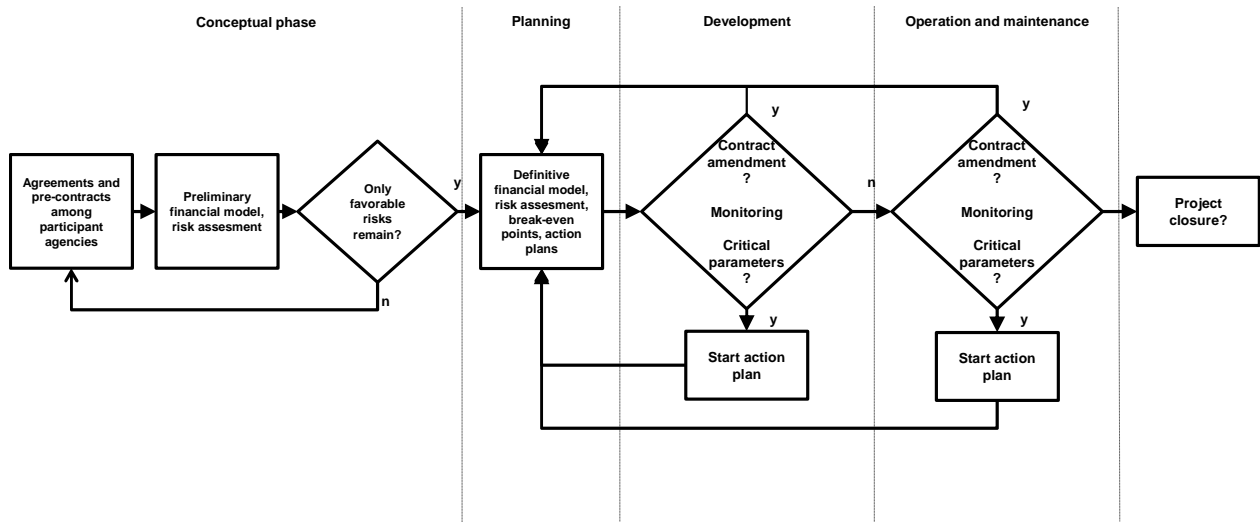 Conceptual phase
Planning
Development
Operation and maintenance
Agreements and
pre-contracts
among
participant
agencies
Preliminary
financial model,
risk assesment
Only
favorable
risks
remain?
y
n
Definitive
financial model,
risk assesment,
break-even
points, action
plans
y
Contract
amendment
?
Monitoring
Critical
parameters
?
n
y
Start action
plan
y
Contract
amendment
?
Monitoring
Critical
parameters
?
y
Start action
plan
Project
closure?